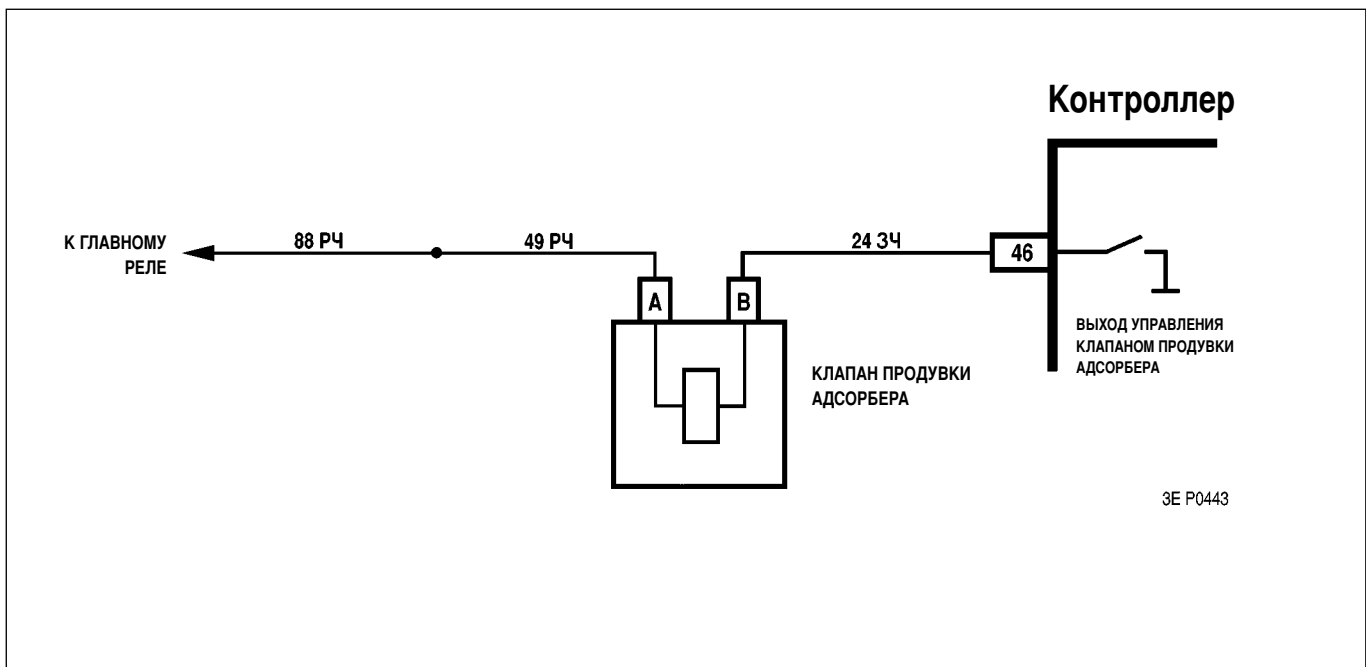 Контроллер
К ГЛАВНОМУ
РЕЛЕ
88 РЧ
49 РЧ
24 ЗЧ
46
А
В
ВЫХОД УПРАВЛЕНИЯ
КЛАПАНОМ ПРОДУВКИ
АДСОРБЕРА
КЛАПАН ПРОДУВКИ
АДСОРБЕРА
3E P0443